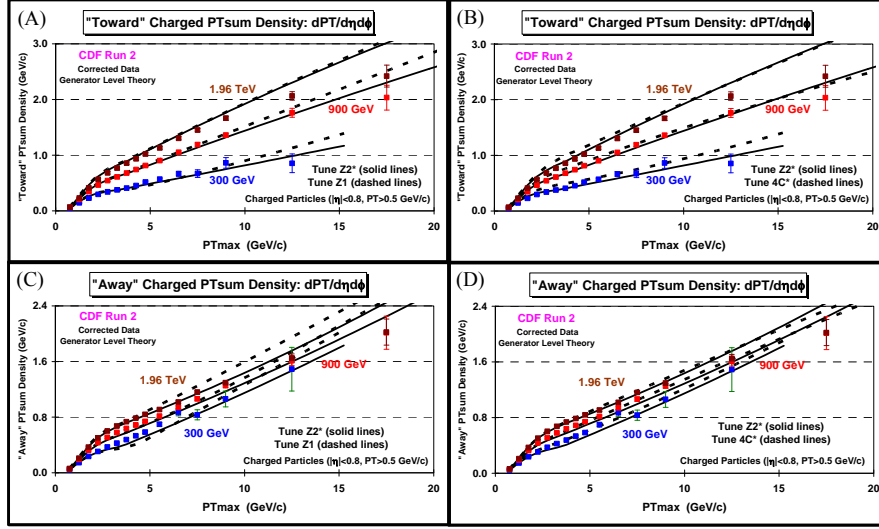 (A)
"Toward" Charged PTsum Density: dPT/dηdϕ
3.0
2.0
1.0
0.0
"Toward" PTsum Density (GeV/c)
CDF Run 2
Corrected Data
Generator Level Theory
1.96 TeV
900 GeV
300 GeV
Tune Z2* (solid lines)
Tune Z1 (dashed lines)
Charged Particles (|η|<0.8, PT>0.5 GeV/c)
0 5 10 15 20
PTmax (GeV/c)
(B)
"Toward" Charged PTsum Density: dPT/dηdϕ
3.0
2.0
1.0
0.0
"Toward" PTsum Density (GeV/c)
CDF Run 2
Corrected Data
Generator Level Theory
1.96 TeV
900 GeV
300 GeV
Tune Z2* (solid lines)
Tune 4C* (dashed lines)
Charged Particles (|η|<0.8, PT>0.5 GeV/c)
0 5 10 15 20
PTmax (GeV/c)
(C)
"Away" Charged PTsum Density: dPT/dηdϕ
2.4
1.6
0.8
0.0
"Away" PTsum Density (GeV/c)
CDF Run 2
Corrected Data
Generator Level Theory
1.96 TeV
900 GeV
300 GeV
Tune Z2* (solid lines)
Tune Z1 (dashed lines)
Charged Particles (|η|<0.8, PT>0.5 GeV/c)
0 5 10 15 20
PTmax (GeV/c)
(D)
"Away" Charged PTsum Density: dPT/dηdϕ
2.4
1.6
0.8
0.0
"Away" PTsum Density (GeV/c)
CDF Run 2
Corrected Data
Generator Level Theory
1.96 TeV
900 GeV
300 GeV
Tune Z2* (solid lines)
Tune 4C* (dashed lines)
Charged Particles (|η|<0.8, PT>0.5 GeV/c)
0 5 10 15 20
PTmax (GeV/c)